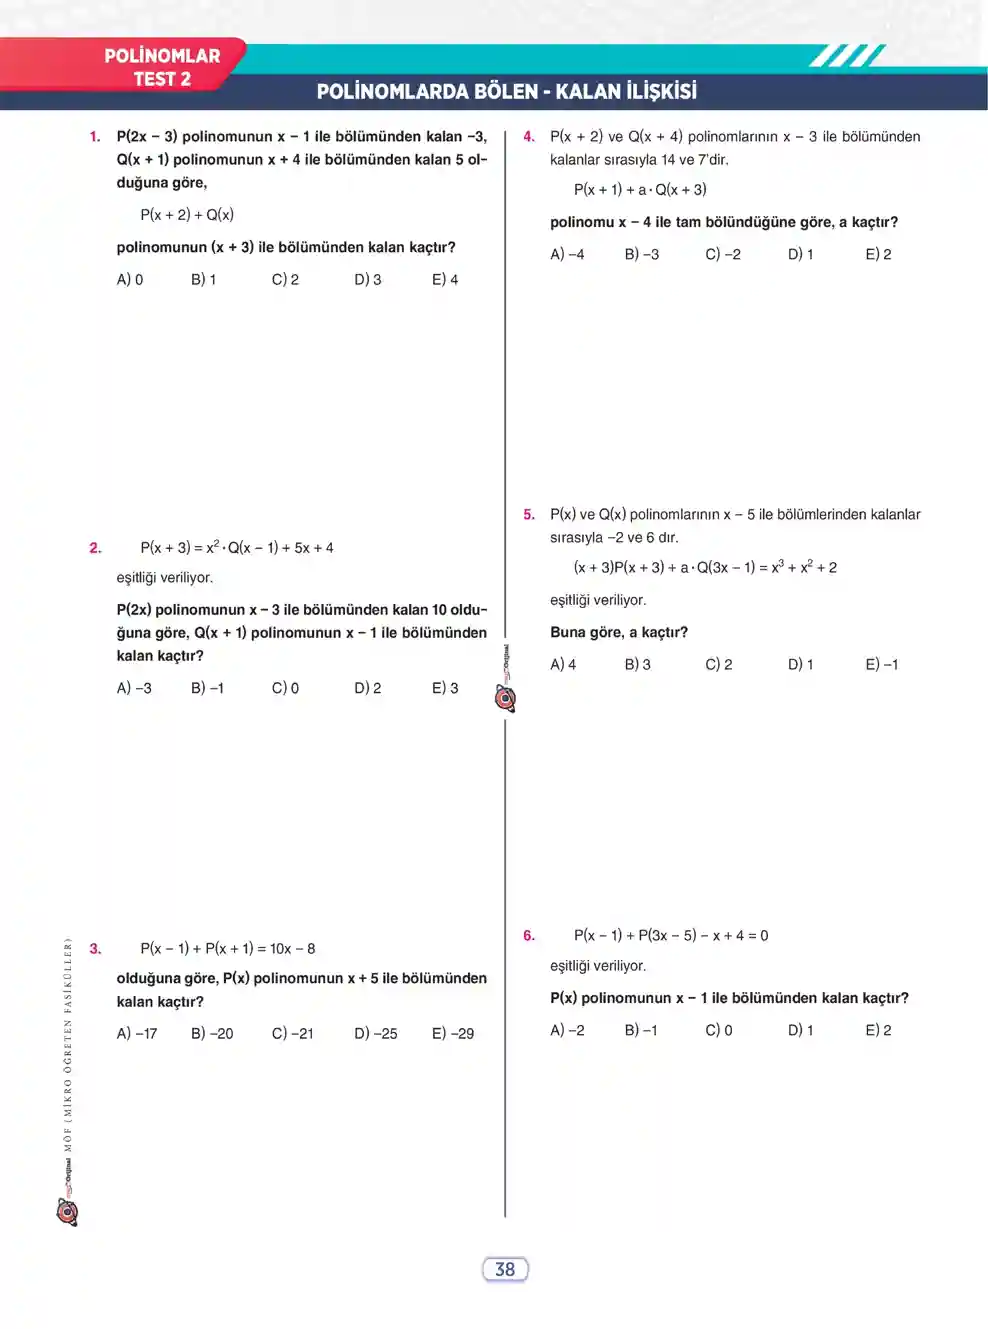 POLİNOMLAR
TEST 2
POLİNOMLARDA BÖLEN - KALAN İLİŞKİSİ
1. P(2x – 3) polinomunun x – 1 ile bölümünden kalan –3,
Q(x + 1) polinomunun x + 4 ile bölümünden kalan 5 ol-
duğuna göre,
P(x + 2) + Q(x)
polinomunun (x + 3) ile bölümünden kalan kaçtır?
A) 0 B) 1 C) 2 D) 3 E) 4
2. P(x + 3) = x² · Q(x – 1) + 5x + 4
eşitliği veriliyor.
P(2x) polinomunun x – 3 ile bölümünden kalan 10 oldu-
ğuna göre, Q(x + 1) polinomunun x – 1 ile bölümünden
kalan kaçtır?
A) –3 B) –1 C) 0 D) 2 E) 3
3. P(x – 1) + P(x + 1) = 10x – 8
olduğuna göre, P(x) polinomunun x + 5 ile bölümünden
kalan kaçtır?
A) –17 B) –20 C) –21 D) –25 E) –29
4. P(x + 2) ve Q(x + 4) polinomlarının x – 3 ile bölümünden
kalanlar sırasıyla 14 ve 7'dir.
P(x + 1) + a · Q(x + 3)
polinomu x – 4 ile tam bölündüğüne göre, a kaçtır?
A) –4 B) –3 C) –2 D) 1 E) 2
5. P(x) ve Q(x) polinomlarının x – 5 ile bölümlerinden kalanlar
sırasıyla –2 ve 6 dır.
(x + 3)P(x + 3) + a · Q(3x – 1) = x³ + x² + 2
eşitliği veriliyor.
Buna göre, a kaçtır?
A) 4 B) 3 C) 2 D) 1 E) –1
6. P(x – 1) + P(3x – 5) – x + 4 = 0
eşitliği veriliyor.
P(x) polinomunun x – 1 ile bölümünden kalan kaçtır?
A) –2 B) –1 C) 0 D) 1 E) 2
Orijinal
Orijinal MÖF (MİKRO ÖĞRETEN FASİKÜLLER)
38